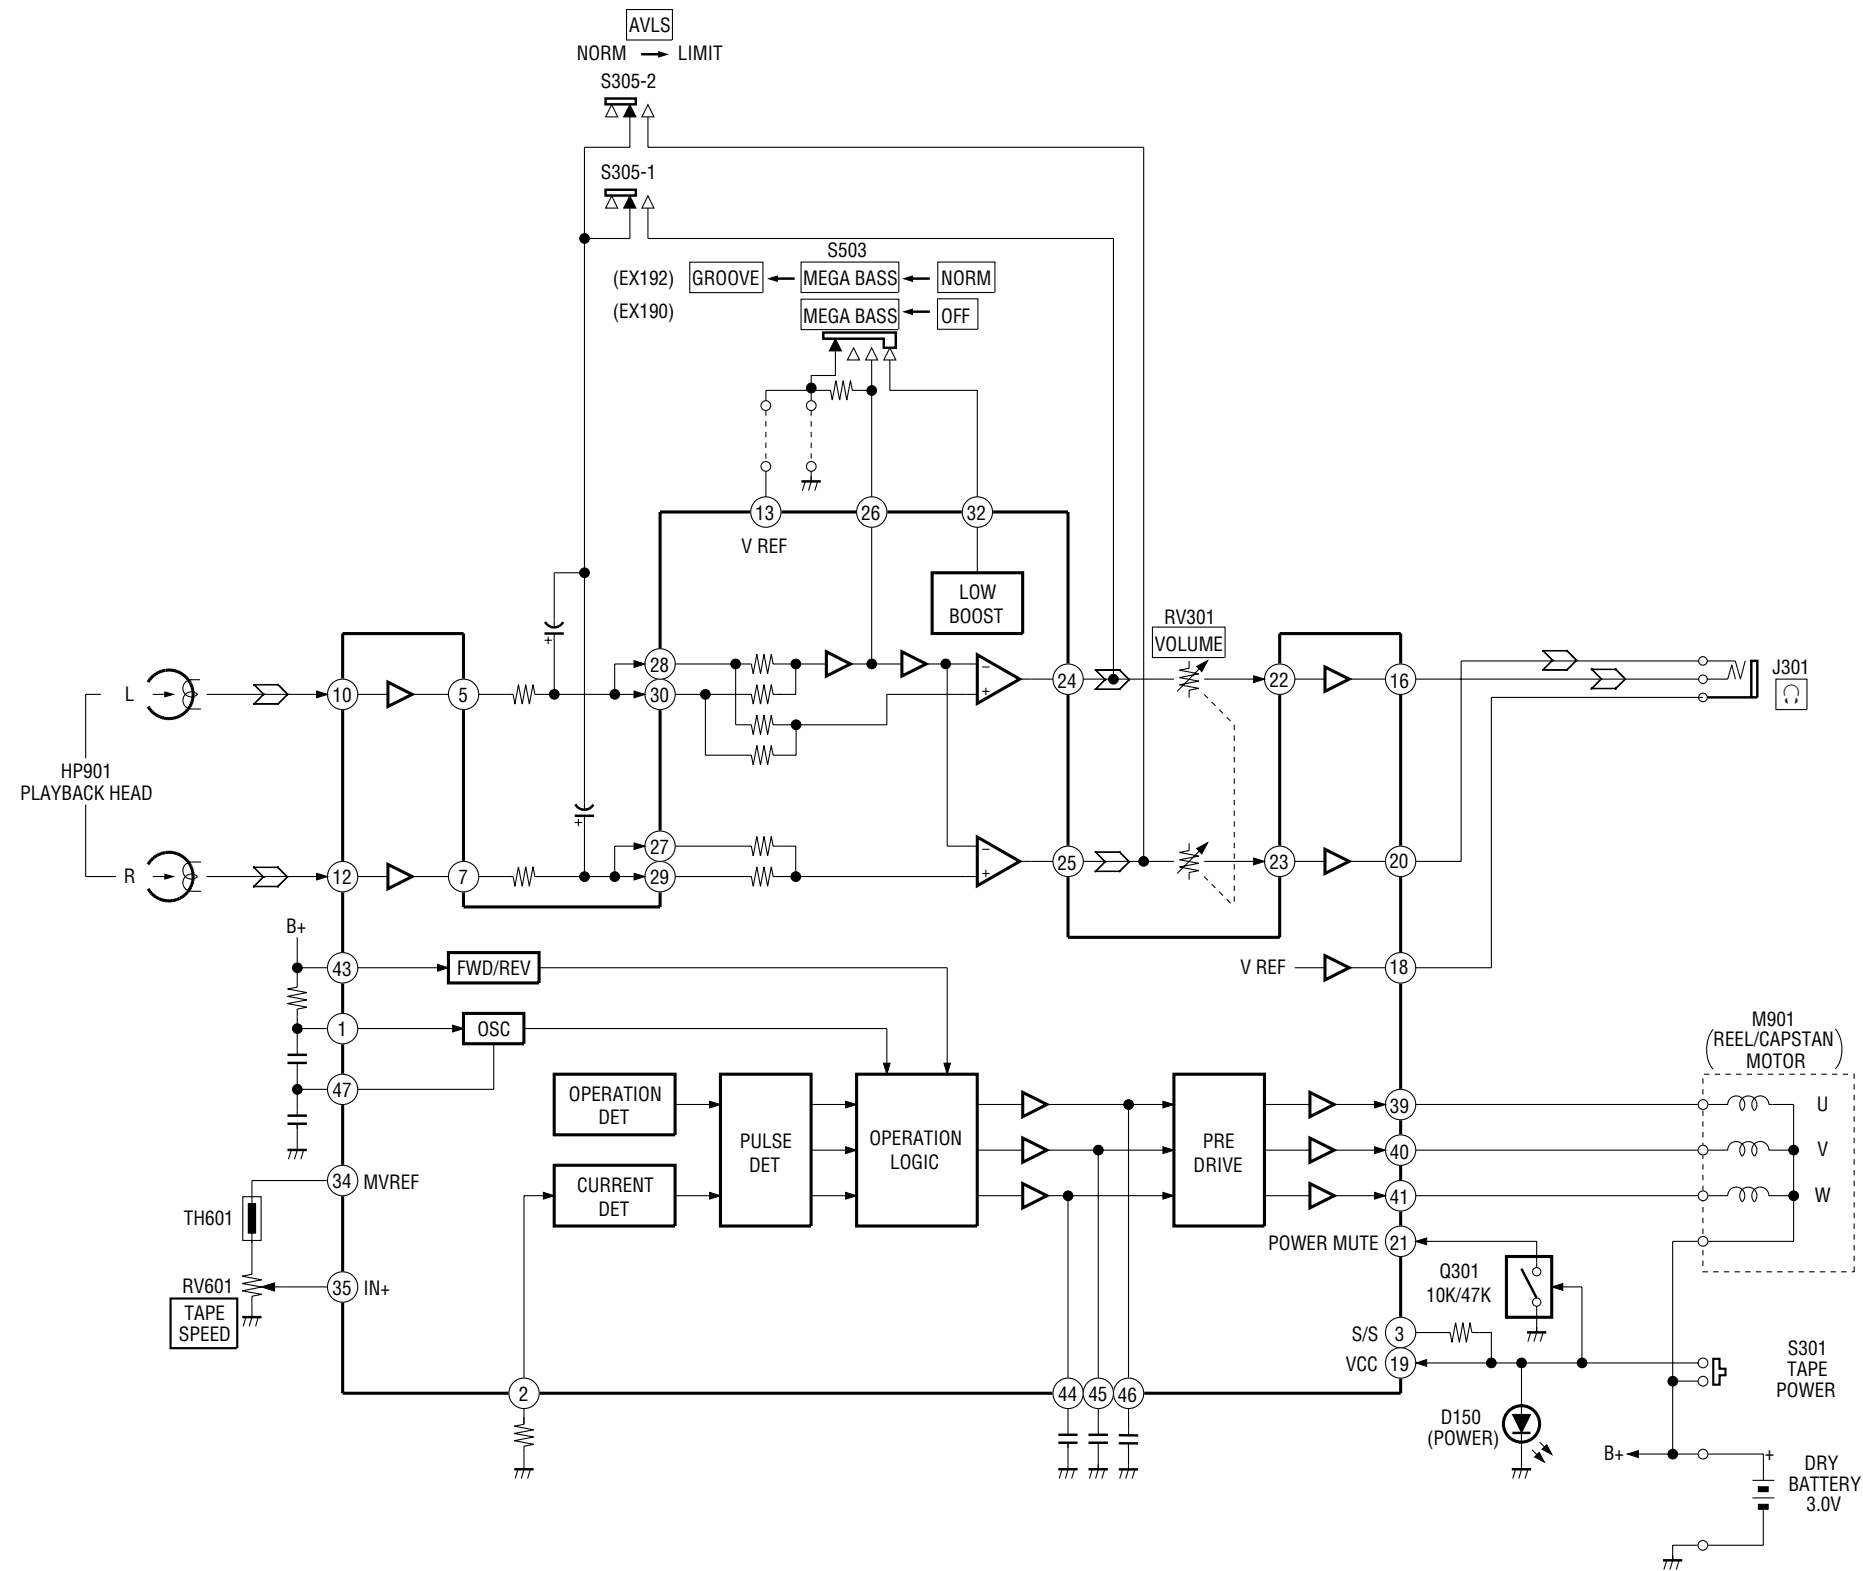 AVLS
NORM LIMIT
S305-2
S305-1
S503
(EX192) GROOVE MEGA BASS NORM
(EX190) MEGA BASS OFF
13 26 32
V REF
LOW
BOOST
RV301
VOLUME
28
30
24 22 16
J301
L 10 5
− +
HP901
PLAYBACK HEAD
+
+
27
29
25 23 20
R 12 7
− +
B+
43 FWD/REV
V REF 18
1 OSC
47
M901
(REEL/CAPSTAN
MOTOR)
OPERATION
DET
PULSE
DET
OPERATION
LOGIC
PRE
DRIVE
CURRENT
DET
39 U
40 V
41 W
34 MVREF
TH601
RV601
TAPE
SPEED
35 IN+
POWER MUTE 21
Q301
10K/47K
S/S 3
VCC 19
S301
TAPE
POWER
2 44 45 46
D150
(POWER)
B+ +
DRY
BATTERY
3.0V